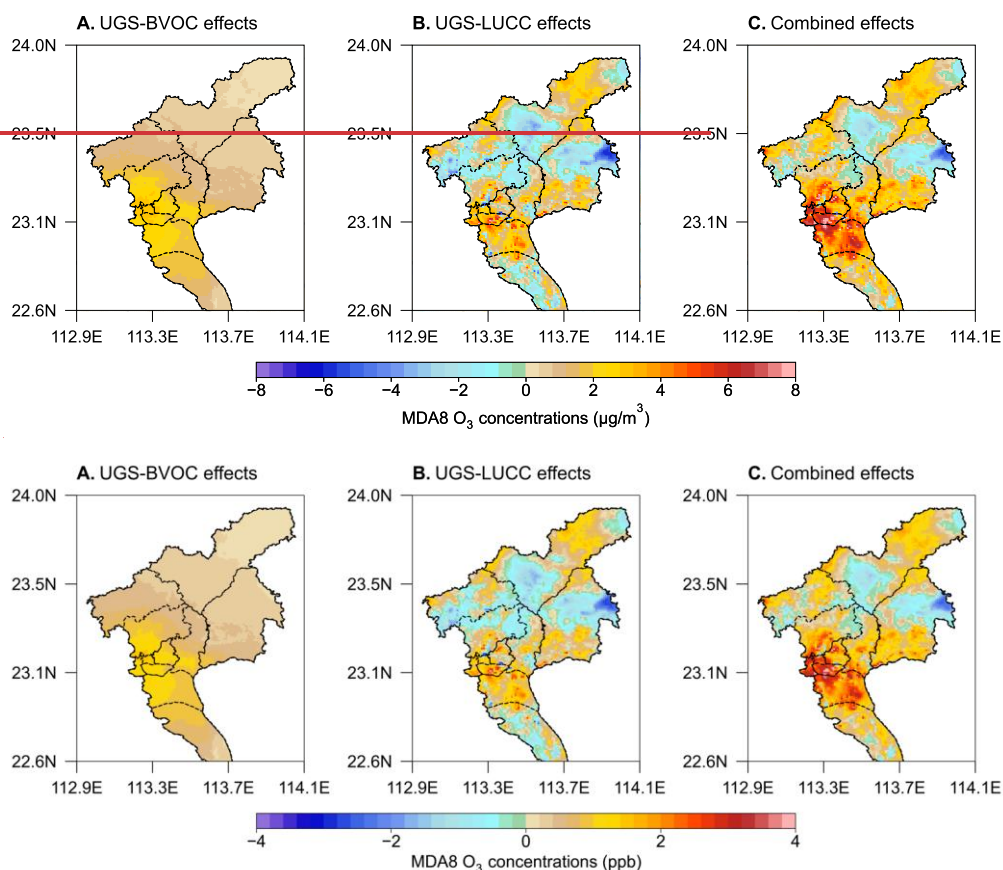 A. UGS-BVOC effects
B. UGS-LUCC effects
C. Combined effects
24.0N
24.0N
24.0N
23.5N
23.5N
23.5N
23.1N
23.1N
23.1N
22.6N
22.6N
22.6N
112.9E 113.3E 113.7E 114.1E
112.9E 113.3E 113.7E 114.1E
112.9E 113.3E 113.7E 114.1E
−8 −6 −4 −2 0 2 4 6 8
MDA8 O₃ concentrations (µg/m³)
A. UGS-BVOC effects
B. UGS-LUCC effects
C. Combined effects
24.0N
24.0N
24.0N
23.5N
23.5N
23.5N
23.1N
23.1N
23.1N
22.6N
22.6N
22.6N
112.9E 113.3E 113.7E 114.1E
112.9E 113.3E 113.7E 114.1E
112.9E 113.3E 113.7E 114.1E
−4 −2 0 2 4
MDA8 O₃ concentrations (ppb)